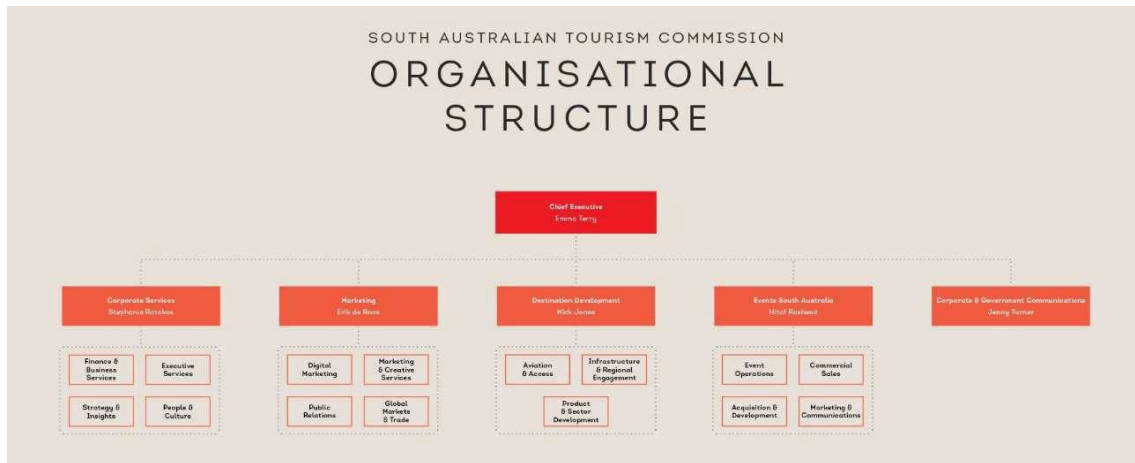 SOUTH AUSTRALIAN TOURISM COMMISSION
ORGANISATIONAL
STRUCTURE
Chief Executive
Emma Terry
Corporate Services
Stephanie Rozokos
Marketing
Erik de Roos
Destination Development
Nick Jones
Events South Australia
Hitaf Rasheed
Corporate & Government Communications
Jenny Turner
Finance &
Business
Services
Executive
Services
Strategy &
Insights
People &
Culture
Digital
Marketing
Marketing
& Creative
Services
Public
Relations
Global
Markets
& Trade
Aviation
& Access
Infrastructure
& Regional
Engagement
Product
& Sector
Development
Event
Operations
Commercial
Sales
Acquisition &
Development
Marketing &
Communications